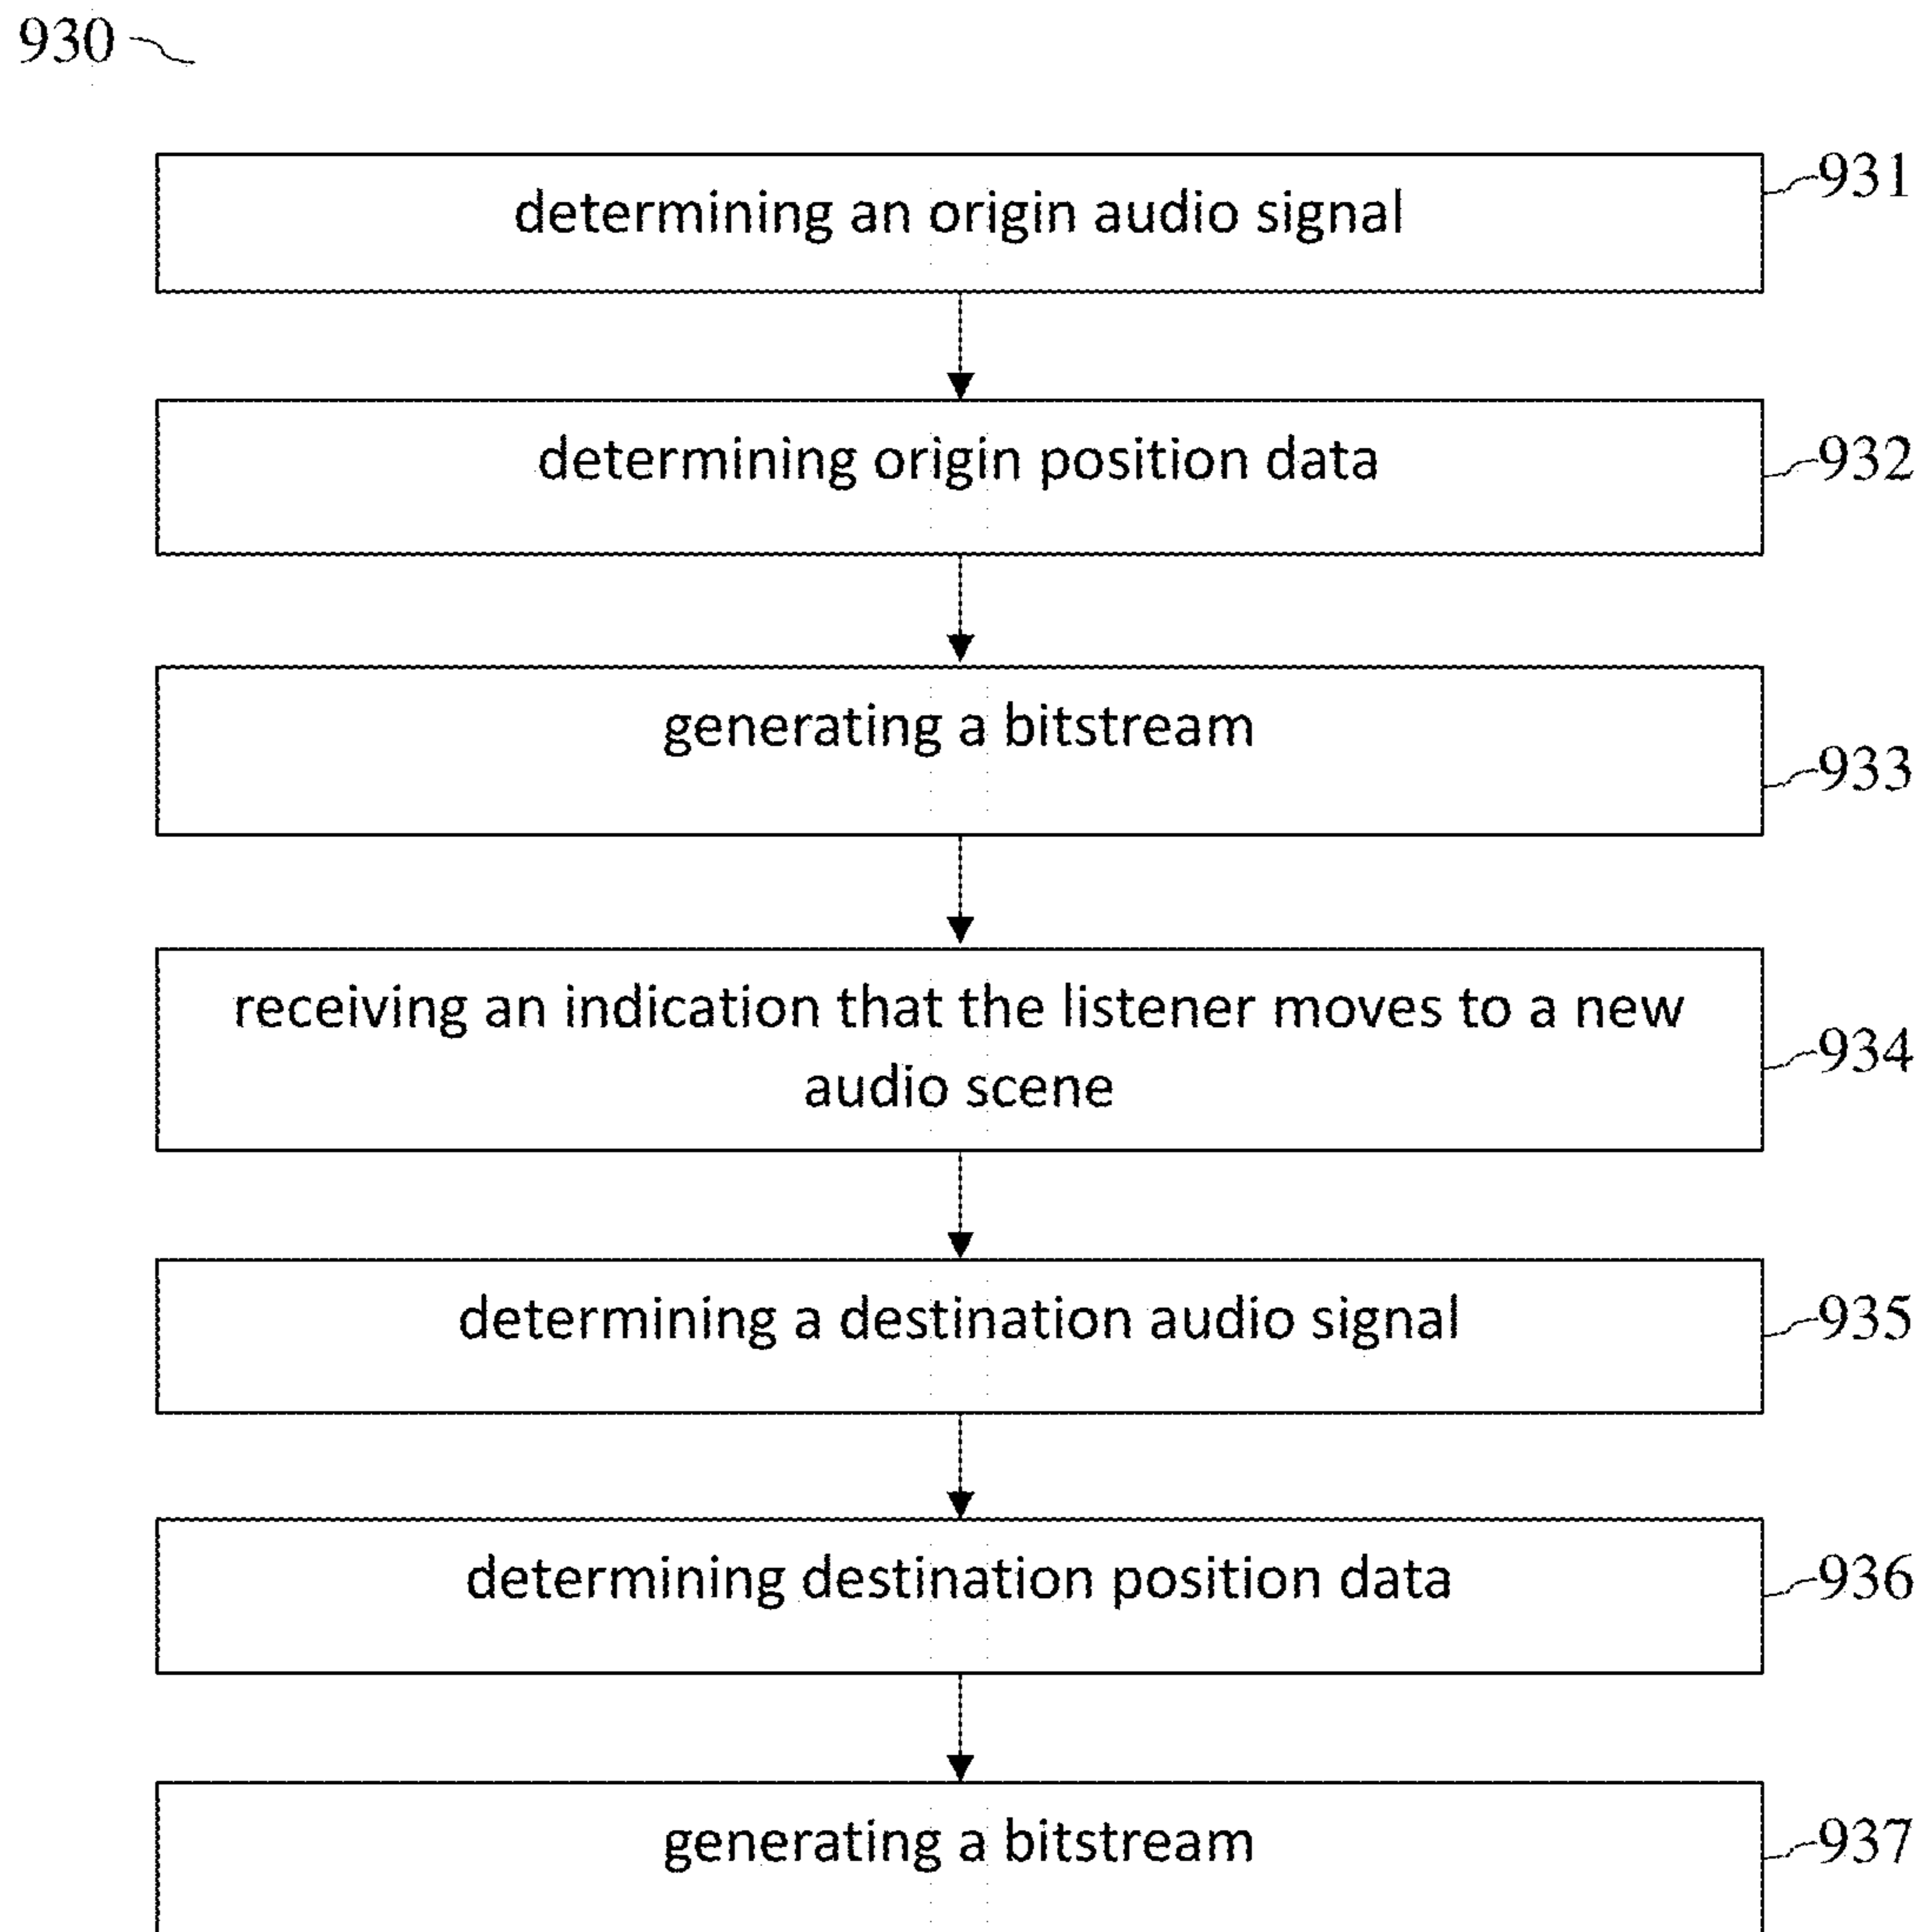 930
determining an origin audio signal
931
determining origin position data
932
generating a bitstream
933
receiving an indication that the listener moves to a new
audio scene
934
determining a destination audio signal
935
determining destination position data
936
generating a bitstream
937